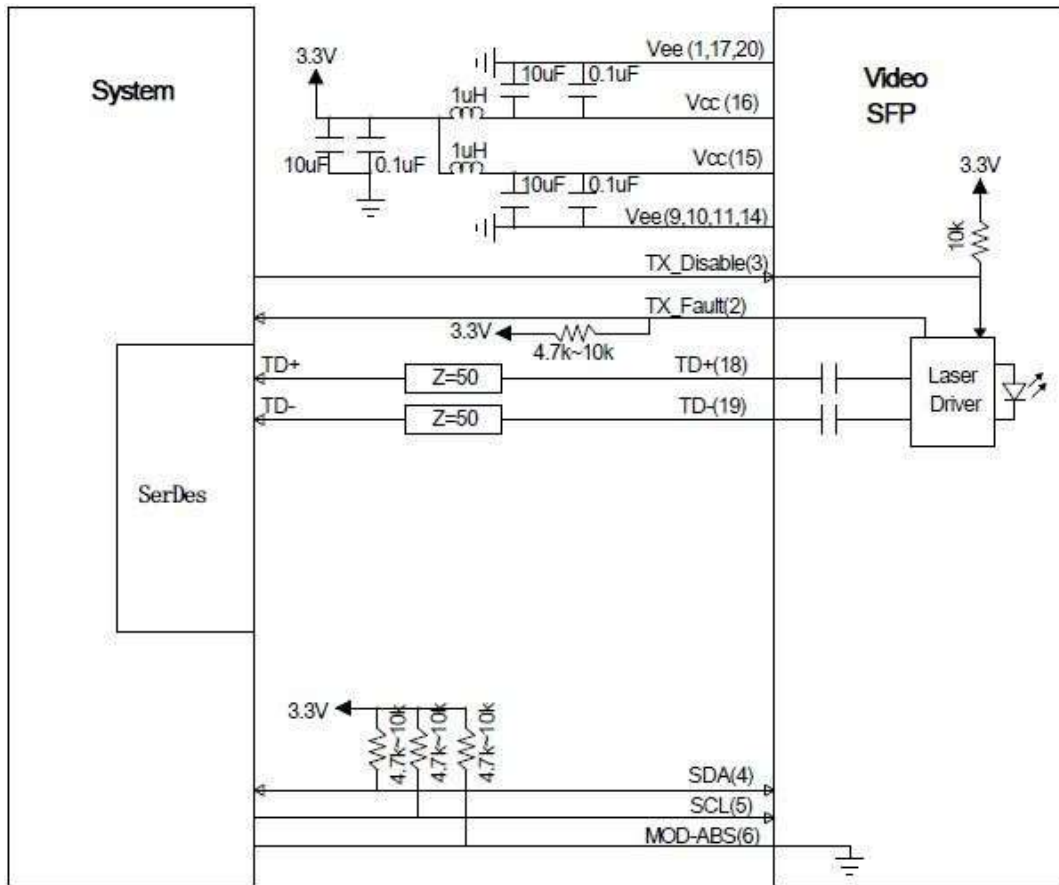 System
Video
SFP
3.3V
Vee (1,17,20)
10uF
0.1uF
1uH
Vcc (16)
1uH
Vcc(15)
10uF
0.1uF
10uF
0.1uF
Vee(9,10,11,14)
3.3V
10k
TX_Disable(3)
TX_Fault(2)
3.3V
4.7k~10k
TD+
Z=50
TD+(18)
TD-
Z=50
TD-(19)
Laser
Driver
SerDes
3.3V
4.7k~10k
4.7k~10k
4.7k~10k
SDA(4)
SCL(5)
MOD-ABS(6)